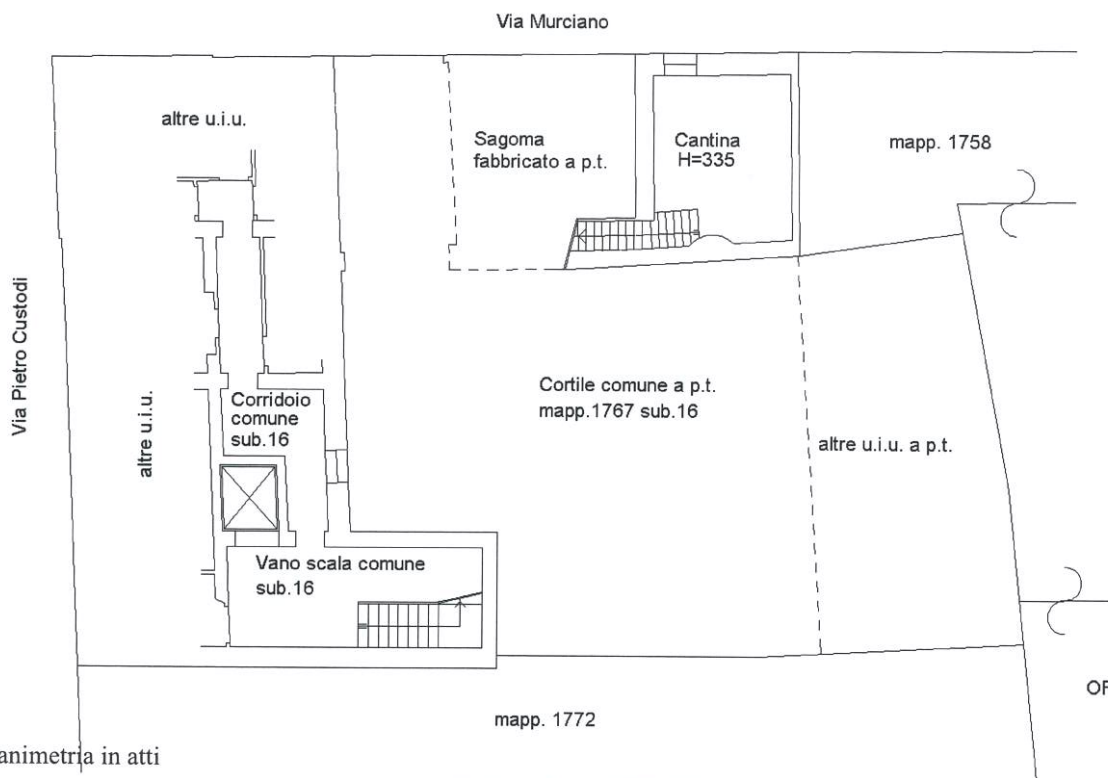 Via Murciano
altre u.i.u.
Sagoma
fabbricato a p.t.
Cantina
H=335
mapp. 1758
Via Pietro Custodi
altre u.i.u.
Corridoio
comune
sub.16
Cortile comune a p.t.
mapp.1767 sub.16
altre u.i.u. a p.t.
Vano scala comune
sub.16
mapp. 1772
animetria in atti